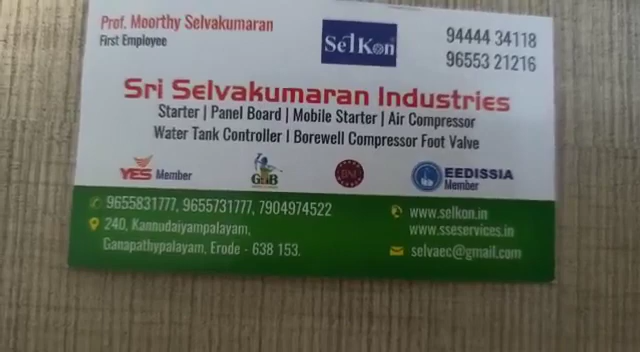 Prof. Moorthy Selvakumaran
First Employee
SelKon®
94444 34118
96553 21216
Sri Selvakumaran Industries
Starter | Panel Board | Mobile Starter | Air Compressor
Water Tank Controller | Borewell Compressor Foot Valve
YES Member
BNI
EEDISSIA
Member
9655831777, 9655731777, 7904974522
240, Kannudaiyampalayam,
Ganapathypalayam, Erode - 638 153.
www.selkon.in
www.sseservices.in
selvaec@gmail.com